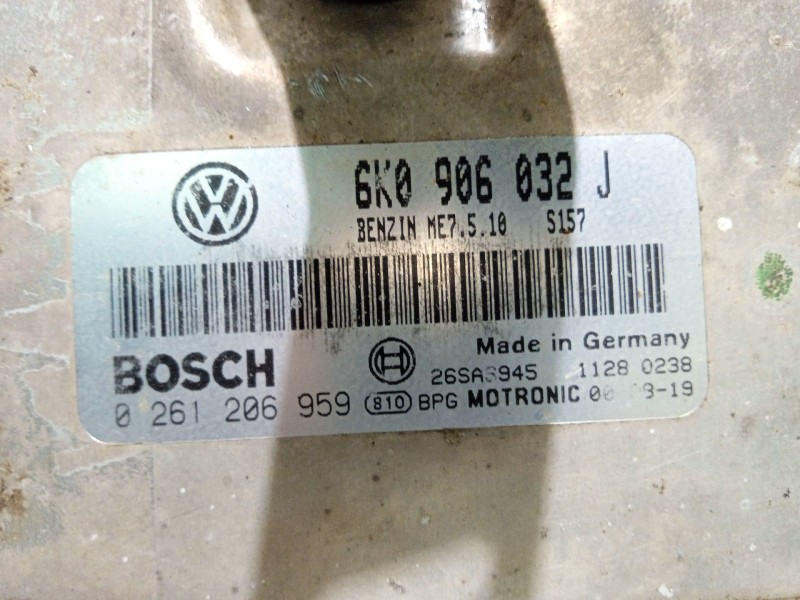 6K0 906 032 J
BENZIN ME7.5.10 S157
Made in Germany
BOSCH
1128 0238
0 261 206 959 810 BPG MOTRONIC